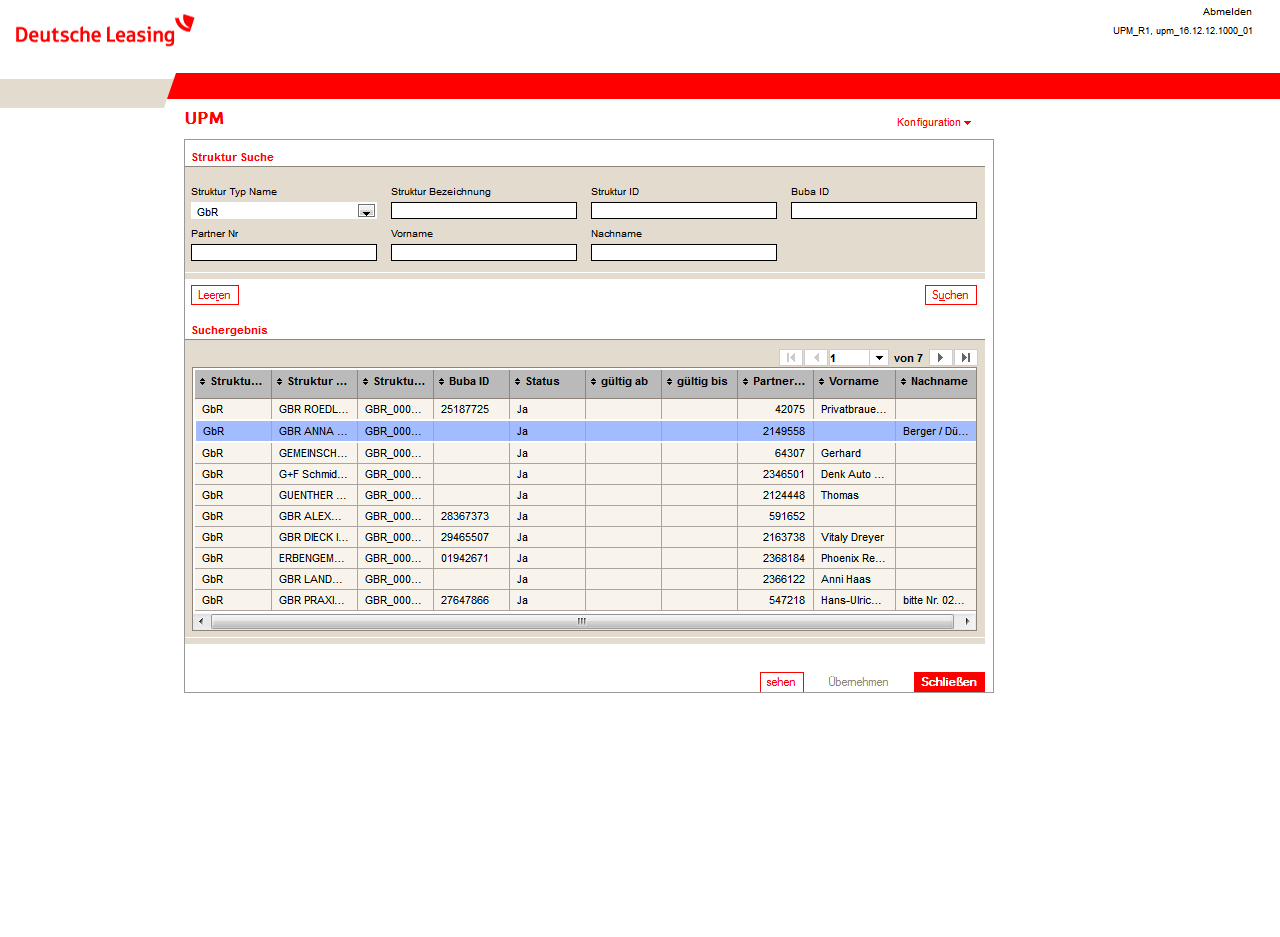 Deutsche Leasing
Abmelden
UPM_R1, upm_16.12.12.1000_01
UPM
Konfiguration
Struktur Suche
Struktur Typ Name Struktur Bezeichnung Struktur ID Buba ID
GbR
Partner Nr Vorname Nachname
Leeren Suchen
Suchergebnis
1 von 7
Struktu... Struktur ... Struktu... Buba ID Status gültig ab gültig bis Partner... Vorname Nachname
GbR GBR ROEDL... GBR_000... 25187725 Ja 42075 Privatbraue...
GbR GBR ANNA ... GBR_000... Ja 2149558 Berger / Dü...
GbR GEMEINSCH... GBR_000... Ja 64307 Gerhard
GbR G+F Schmid... GBR_000... Ja 2346501 Denk Auto ...
GbR GUENTHER ... GBR_000... Ja 2124448 Thomas
GbR GBR ALEX... GBR_000... 28367373 Ja 591652
GbR GBR DIECK I... GBR_000... 29465507 Ja 2163738 Vitaly Dreyer
GbR ERBENGEM... GBR_000... 01942671 Ja 2368184 Phoenix Re...
GbR GBR LAND... GBR_000... Ja 2366122 Anni Haas
GbR GBR PRAXI... GBR_000... 27647866 Ja 547218 Hans-Ulric... bitte Nr. 02...
sehen Übernehmen Schließen